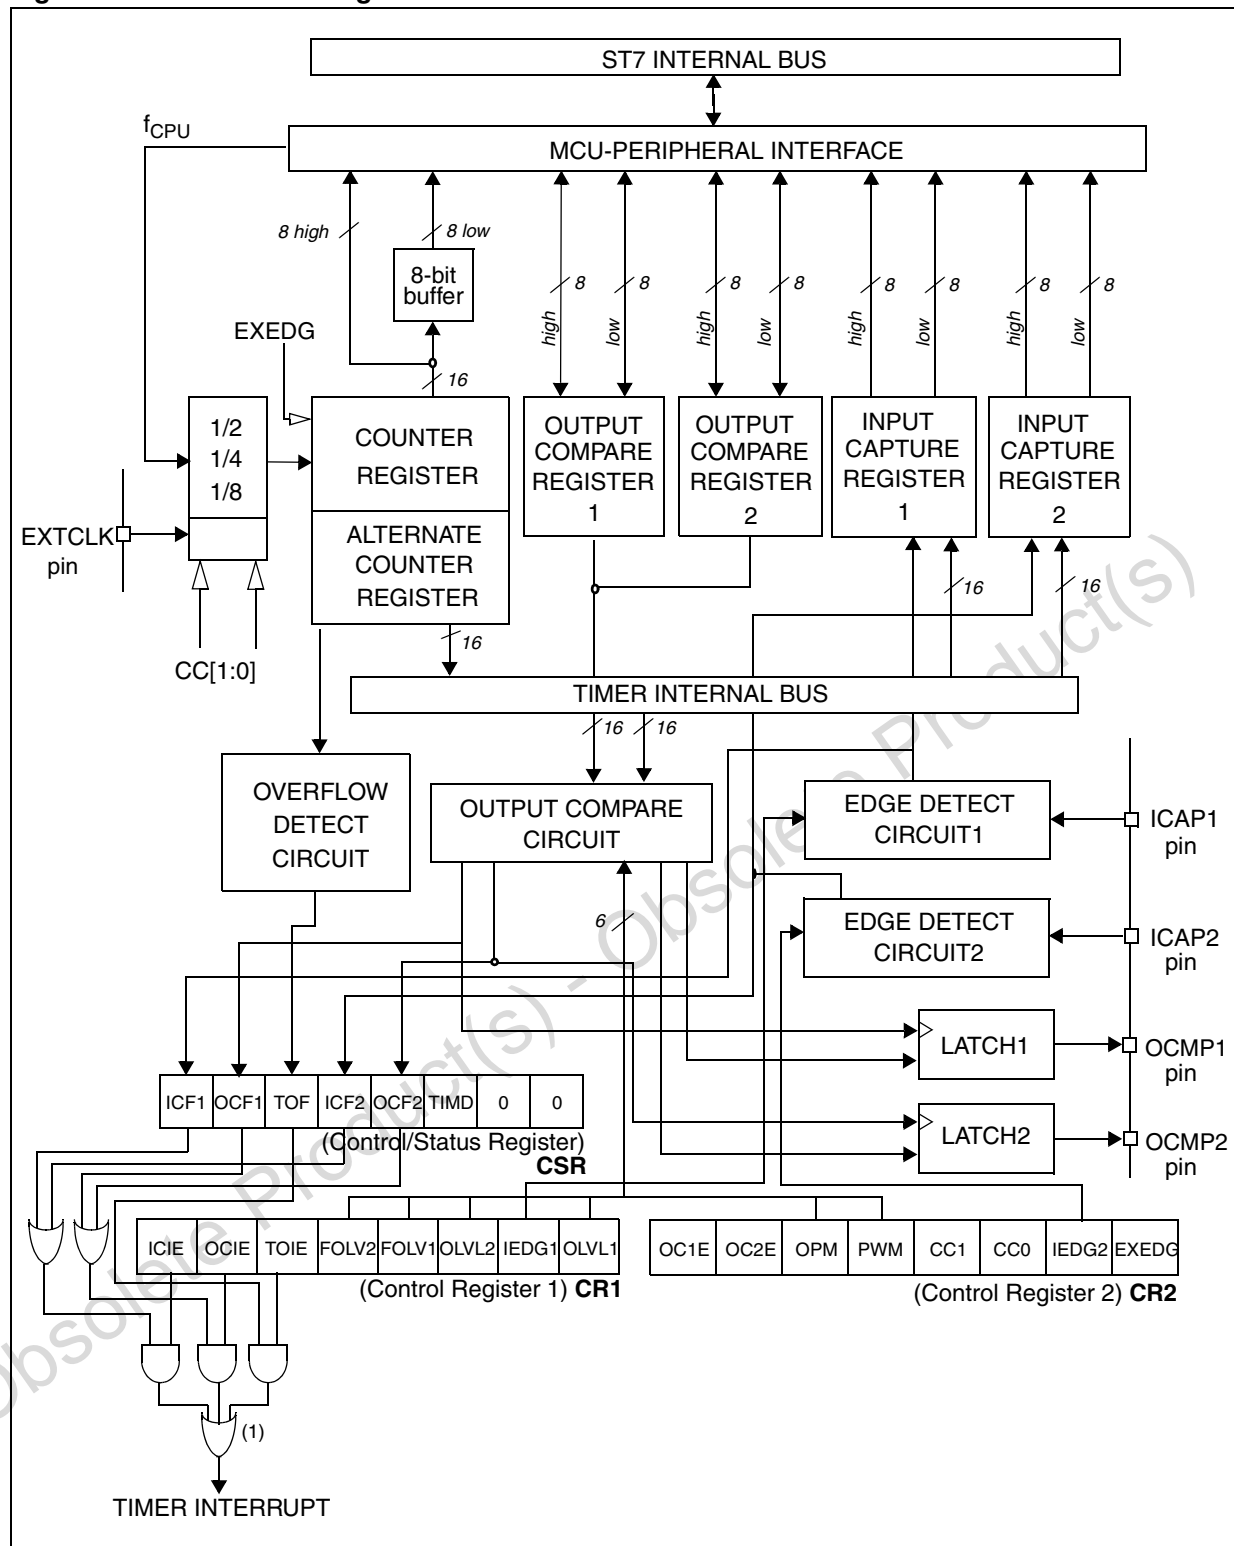 ST7 INTERNAL BUS
fCPU
MCU-PERIPHERAL INTERFACE
8 high
8 low
8-bit
buffer
8
8
8
8
8
8
8
8
high
low
high
low
high
low
high
low
EXEDG
16
1/2
1/4
1/8
COUNTER
REGISTER
OUTPUT
COMPARE
REGISTER
1
OUTPUT
COMPARE
REGISTER
2
INPUT
CAPTURE
REGISTER
1
INPUT
CAPTURE
REGISTER
2
EXTCLK
pin
ALTERNATE
COUNTER
REGISTER
16
16
16
CC[1:0]
TIMER INTERNAL BUS
16
16
OVERFLOW
DETECT
CIRCUIT
OUTPUT COMPARE
CIRCUIT
EDGE DETECT
CIRCUIT1
ICAP1
pin
6
EDGE DETECT
CIRCUIT2
ICAP2
pin
LATCH1
OCMP1
pin
ICF1 OCF1 TOF ICF2 OCF2 TIMD 0 0
(Control/Status Register)
CSR
LATCH2
OCMP2
pin
ICIE OCIE TOIE FOLV2 FOLV1 OLVL2 IEDG1 OLVL1
(Control Register 1) CR1
OC1E OC2E OPM PWM CC1 CC0 IEDG2 EXEDG
(Control Register 2) CR2
(1)
TIMER INTERRUPT
Obsolete Product(s) - Obsolete Product(s)